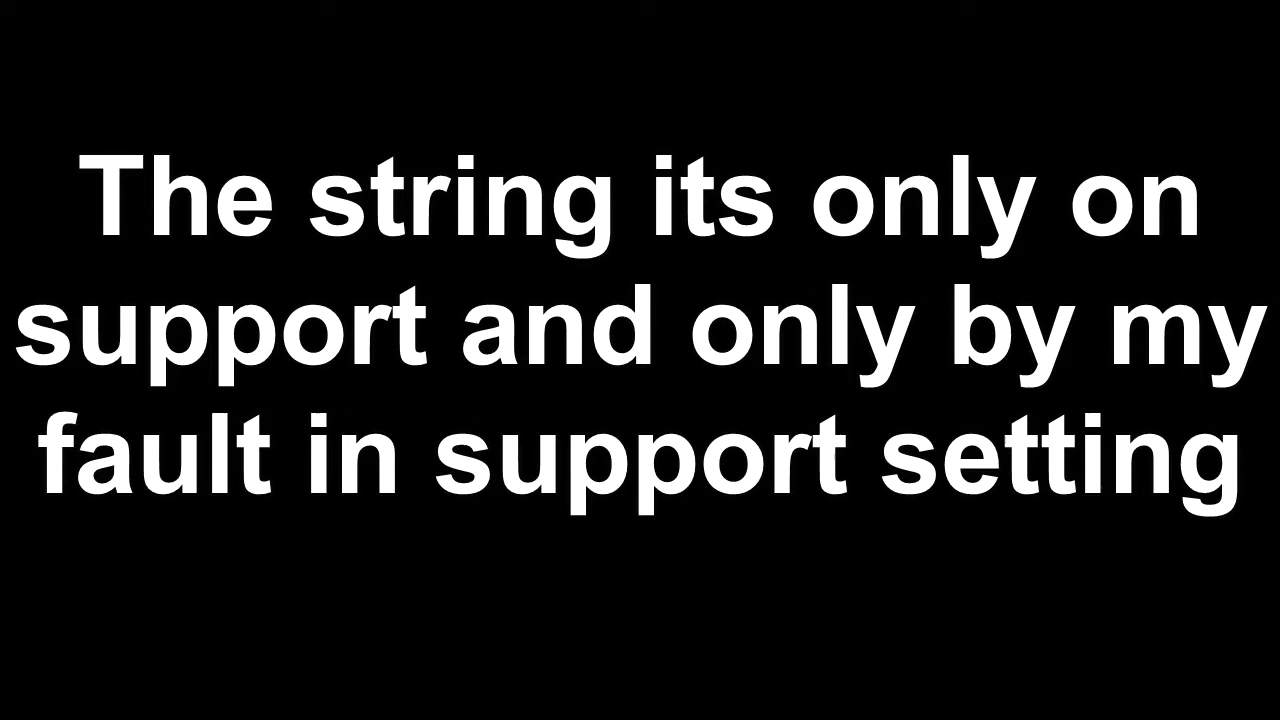 The string its only on
support and only by my
fault in support setting